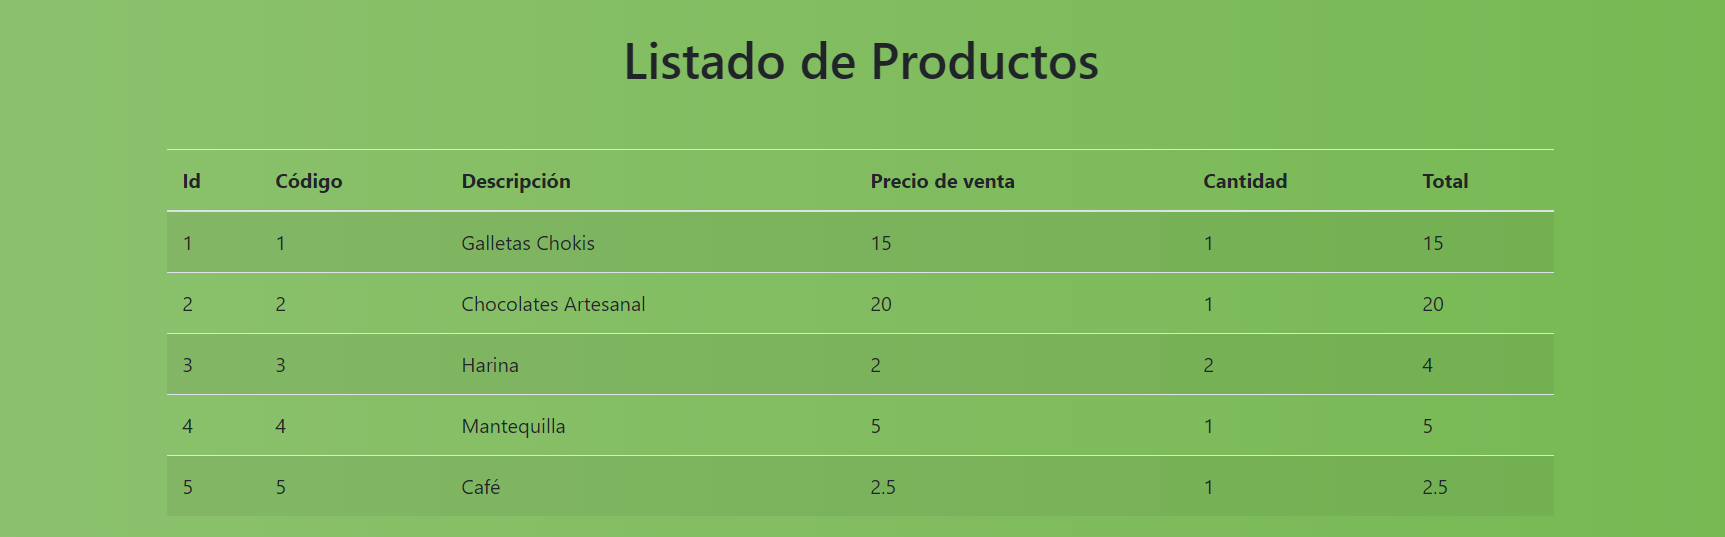 Listado de Productos
Id Código Descripción Precio de venta Cantidad Total
1 1 Galletas Chokis 15 1 15
2 2 Chocolates Artesanal 20 1 20
3 3 Harina 2 2 4
4 4 Mantequilla 5 1 5
5 5 Café 2.5 1 2.5